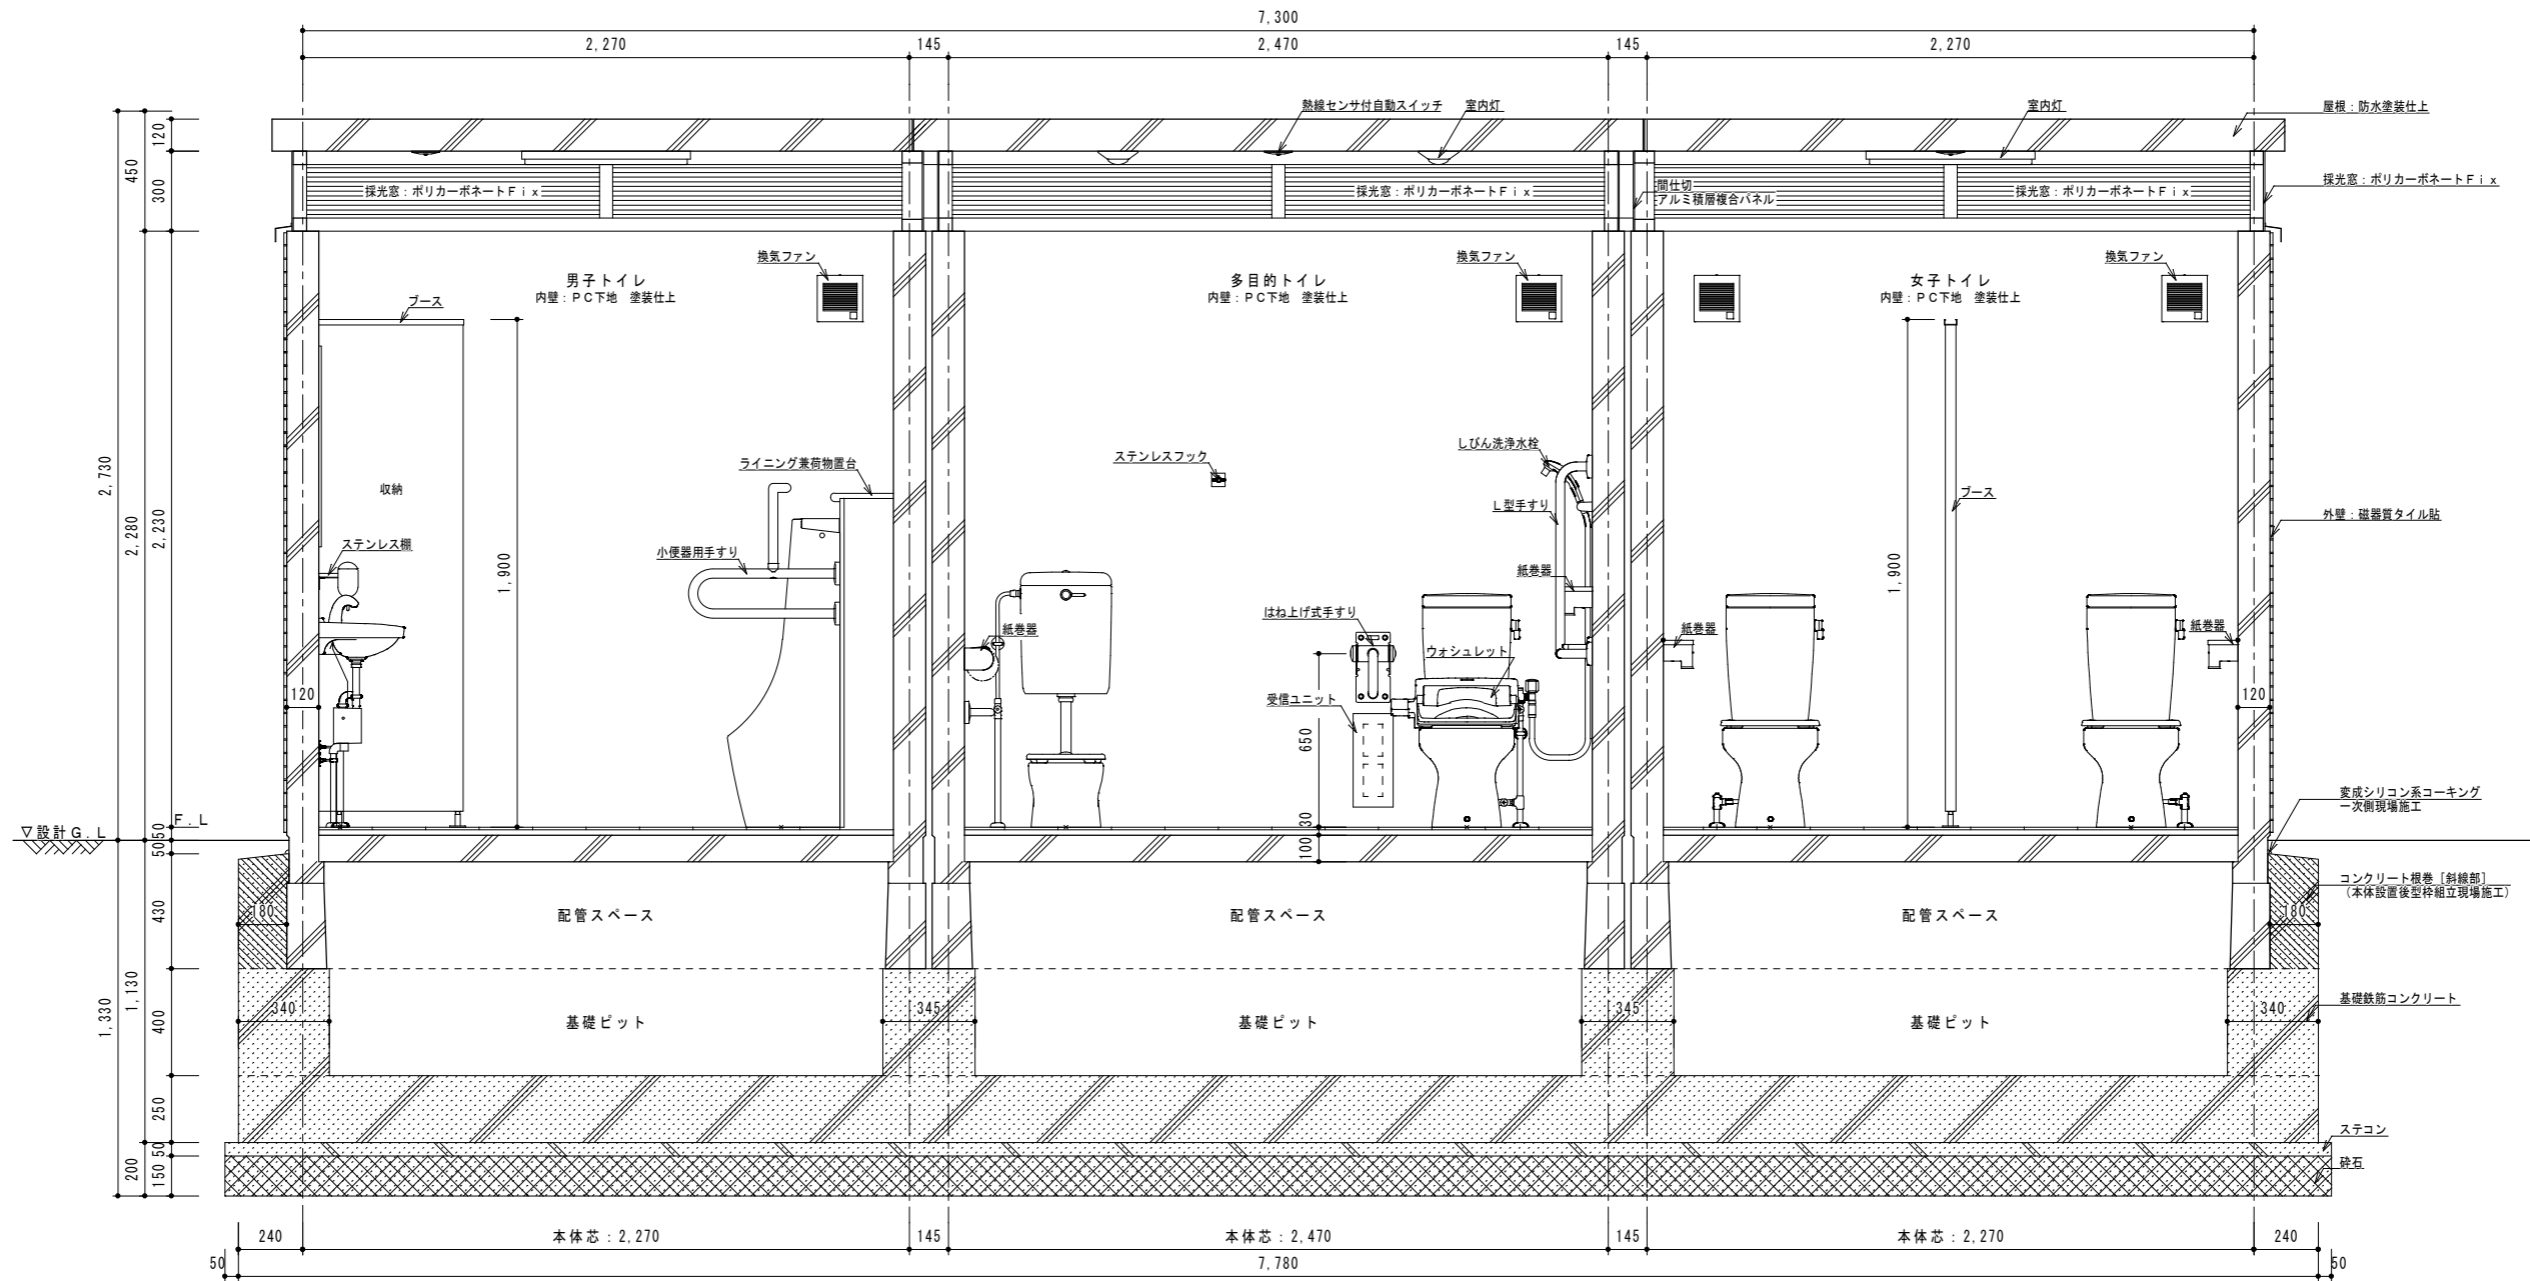 7,300
2,270
145
2,470
145
2,270
熱線センサ付自動スイッチ
室内灯
室内灯
屋根：防水塗装仕上
120
450
300
採光窓：ポリカーボネートＦｉｘ
採光窓：ポリカーボネートＦｉｘ
間仕切
アルミ積層複合パネル
採光窓：ポリカーボネートＦｉｘ
採光窓：ポリカーボネートＦｉｘ
男子トイレ
内壁：ＰＣ下地　塗装仕上
換気ファン
多目的トイレ
内壁：ＰＣ下地　塗装仕上
換気ファン
女子トイレ
内壁：ＰＣ下地　塗装仕上
換気ファン
ブース
2,730
2,280
2,230
収納
ライニング兼荷物置台
ステンレスフック
しびん洗浄水栓
Ｌ型手すり
ブース
外壁：磁器質タイル貼
ステンレス棚
小便器用手すり
1,900
紙巻器
1,900
はね上げ式手すり
紙巻器
紙巻器
紙巻器
ウォシュレット
受信ユニット
120
650
120
変成シリコン系コーキング
一次側現場施工
▽設計Ｇ.Ｌ
Ｆ.Ｌ
50
50
30
100
コンクリート根巻［斜線部］
（本体設置後型枠組立現場施工）
180
430
配管スペース
配管スペース
配管スペース
180
1,330
1,130
400
340
345
345
340
基礎鉄筋コンクリート
基礎ピット
基礎ピット
基礎ピット
250
ステコン
50
200
150
砕石
240
本体芯：2,270
145
本体芯：2,470
145
本体芯：2,270
240
50
7,780
50